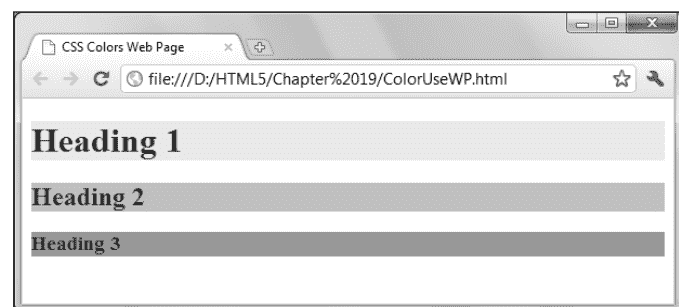 CSS Colors Web Page
file:///D:/HTML5/Chapter%2019/ColorUseWP.html
Heading 1
Heading 2
Heading 3